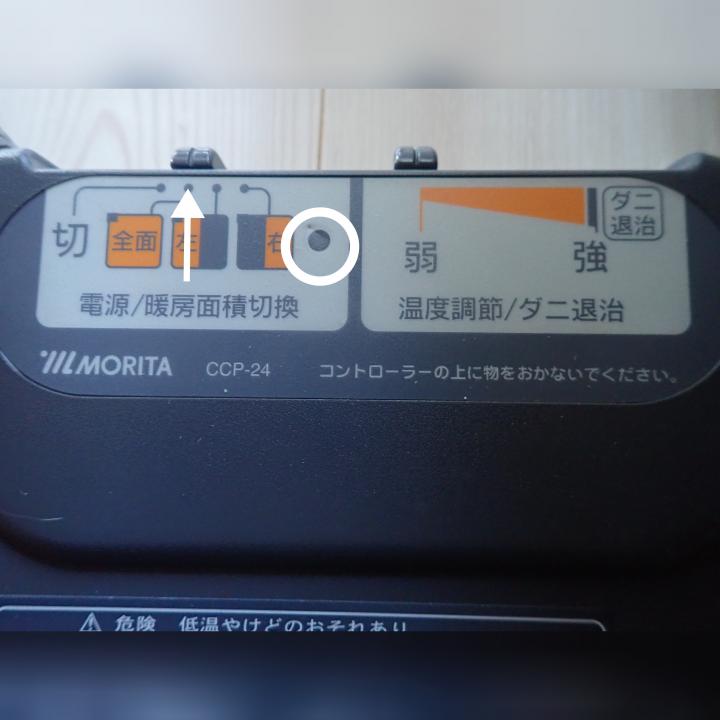 切 全面 左 右
電源/暖房面積切換
ダニ
退治
弱 強
温度調節/ダニ退治
MORITA CCP-24 コントローラーの上に物をおかないでください。
危険 低温やけどのおそれあり